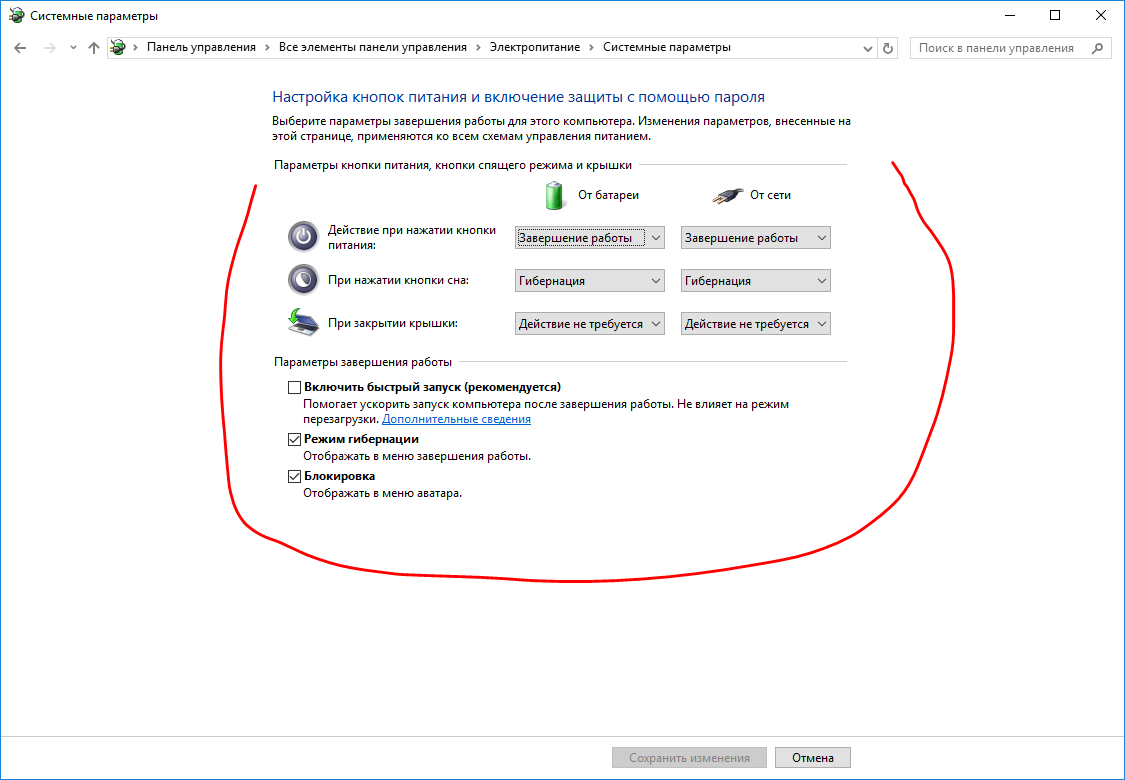 Системные параметры
Панель управления › Все элементы панели управления › Электропитание › Системные параметры
Поиск в панели управления
Настройка кнопок питания и включение защиты с помощью пароля
Выберите параметры завершения работы для этого компьютера. Изменения параметров, внесенные на
этой странице, применяются ко всем схемам управления питанием.
Параметры кнопки питания, кнопки спящего режима и крышки
От батареи От сети
Действие при нажатии кнопки
питания:
Завершение работы Завершение работы
При нажатии кнопки сна: Гибернация Гибернация
При закрытии крышки: Действие не требуется Действие не требуется
Параметры завершения работы
Включить быстрый запуск (рекомендуется)
Помогает ускорить запуск компьютера после завершения работы. Не влияет на режим
перезагрузки. Дополнительные сведения
Режим гибернации
Отображать в меню завершения работы.
Блокировка
Отображать в меню аватара.
Сохранить изменения Отмена